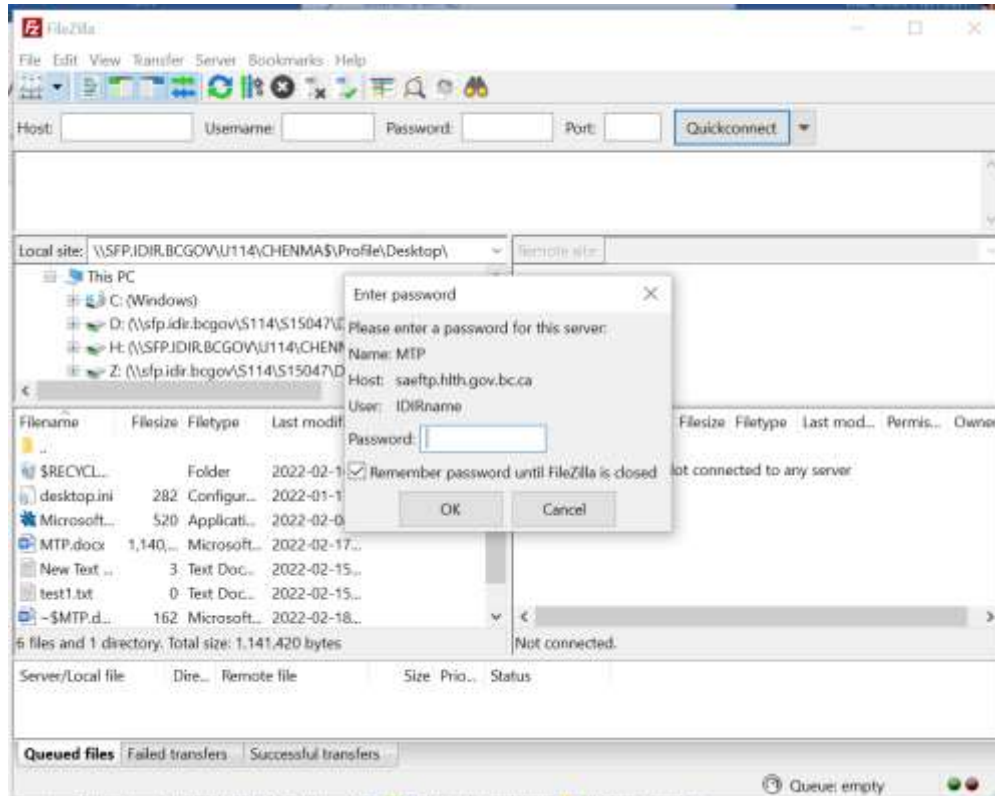 FileZilla
File Edit View Transfer Server Bookmarks Help
Host: Username: Password: Port: Quickconnect
Local site: \\SFP.IDIR.BCGOV\U114\CHENMA$\Profile\Desktop\ Remote site:
This PC
C: (Windows)
D: (\\sfp.idir.bcgov\S114\S15047\
H: (\\SFP.IDIR.BCGOV\U114\CHENM
Z: (\\sfp.idir.bcgov\S114\S15047\D
Enter password
Please enter a password for this server:
Name: MTP
Host: saeftp.hlth.gov.bc.ca
User: IDIRname
Password:
Remember password until FileZilla is closed
OK Cancel
Filename Filesize Filetype Last modif
..
$RECYCL... Folder 2022-02-1
desktop.ini 282 Configur... 2022-01-1
Microsoft... 520 Applicati... 2022-02-0
MTP.docx 1,140,... Microsoft... 2022-02-17...
New Text ... 3 Text Doc... 2022-02-15...
test1.txt 0 Text Doc... 2022-02-15...
~$MTP.d... 162 Microsoft... 2022-02-18...
6 files and 1 directory. Total size: 1,141,420 bytes
Filesize Filetype Last mod... Permis... Owner
Not connected to any server
Not connected.
Server/Local file Dire... Remote file Size Prio... Status
Queued files Failed transfers Successful transfers
Queue: empty